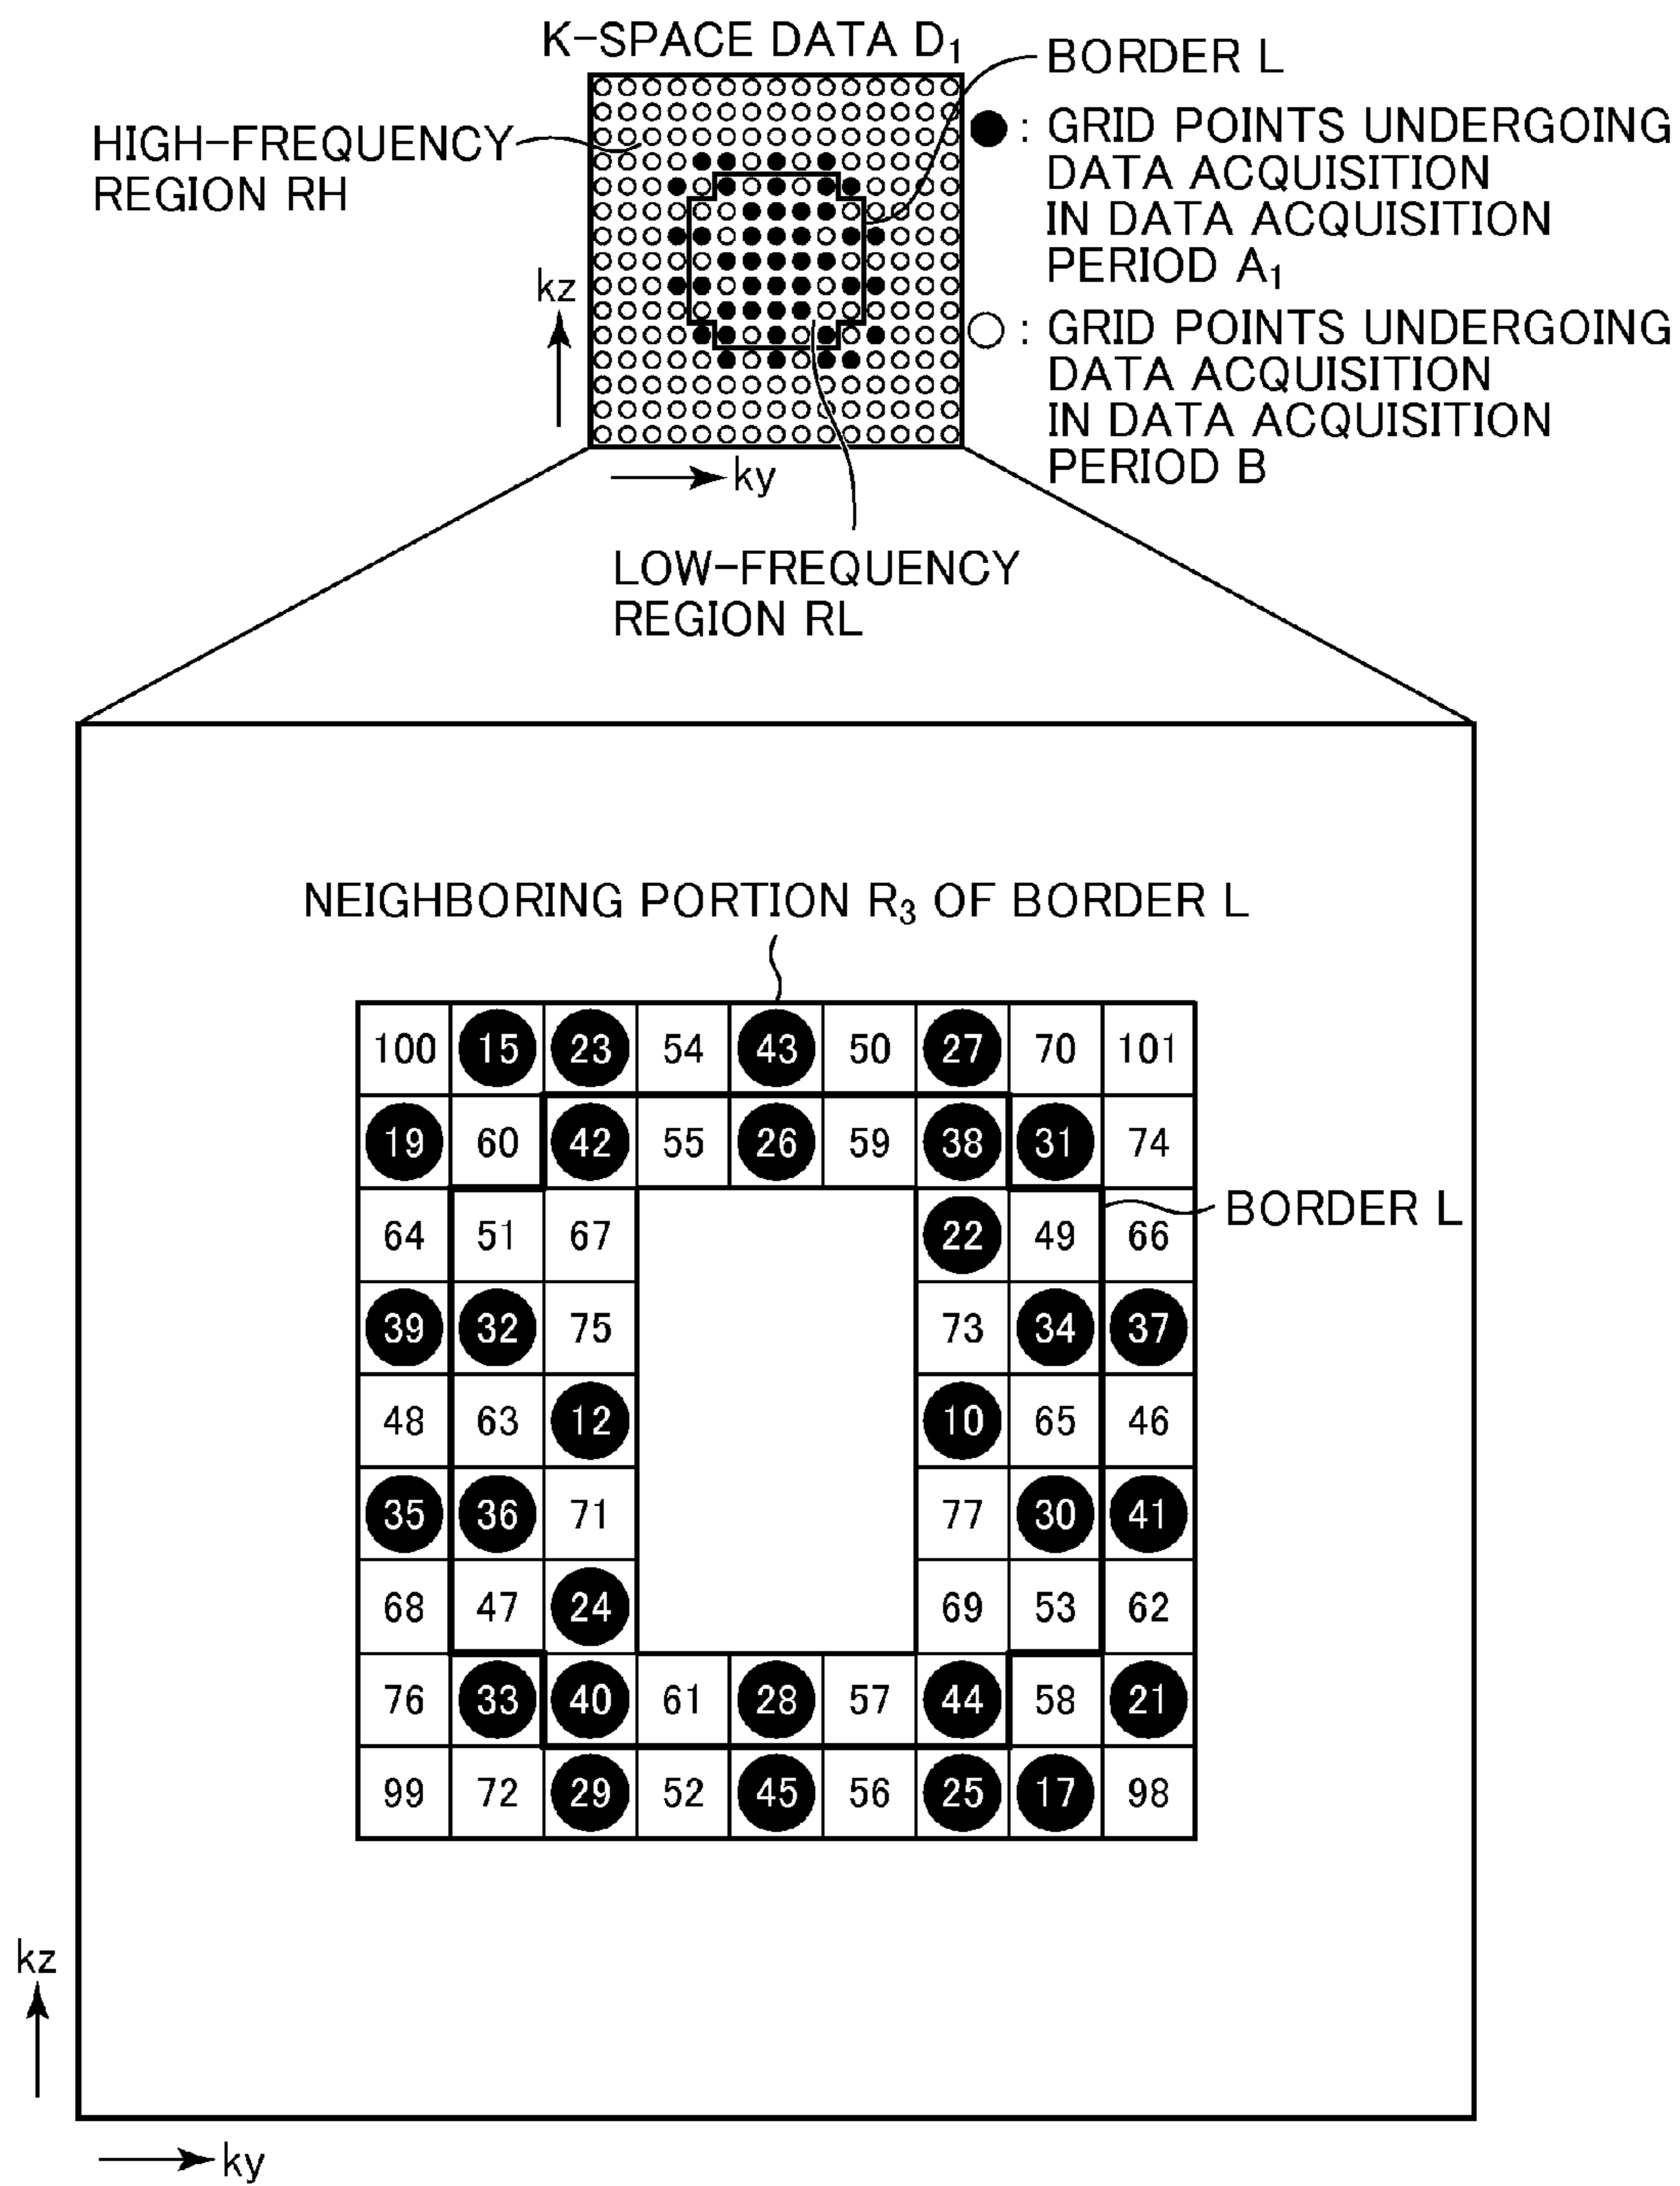 K-SPACE DATA D1
BORDER L
HIGH-FREQUENCY
REGION RH
● : GRID POINTS UNDERGOING
DATA ACQUISITION
IN DATA ACQUISITION
PERIOD A1
○ : GRID POINTS UNDERGOING
DATA ACQUISITION
IN DATA ACQUISITION
PERIOD B
kz
ky
LOW-FREQUENCY
REGION RL
NEIGHBORING PORTION R3 OF BORDER L
100 15 23 54 43 50 27 70 101
19 60 42 55 26 59 38 31 74
64 51 67 22 49 66
BORDER L
39 32 75 73 34 37
48 63 12 10 65 46
35 36 71 77 30 41
68 47 24 69 53 62
76 33 40 61 28 57 44 58 21
99 72 29 52 45 56 25 17 98
kz
ky